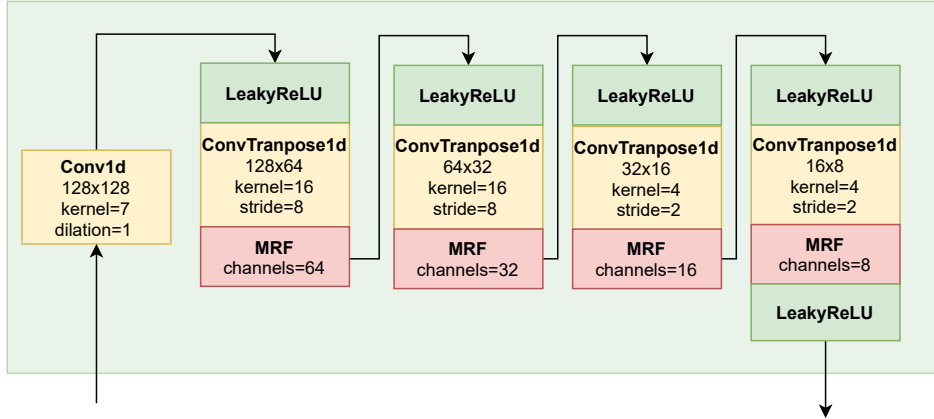 Conv1d
128x128
kernel=7
dilation=1
LeakyReLU
ConvTranpose1d
128x64
kernel=16
stride=8
MRF
channels=64
LeakyReLU
ConvTranpose1d
64x32
kernel=16
stride=8
MRF
channels=32
LeakyReLU
ConvTranpose1d
32x16
kernel=4
stride=2
MRF
channels=16
LeakyReLU
ConvTranpose1d
16x8
kernel=4
stride=2
MRF
channels=8
LeakyReLU